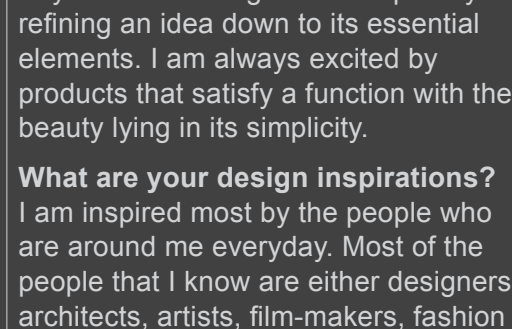 refining an idea down to its essential
elements. I am always excited by
products that satisfy a function with the
beauty lying in its simplicity.
What are your design inspirations?
I am inspired most by the people who
are around me everyday. Most of the
people that I know are either designers
architects, artists, film-makers, fashion